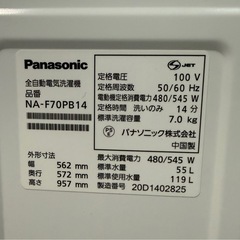 Panasonic
全自動電気洗濯機
品番
NA-F70PB14
外形寸法
幅 562 mm
奥行 572 mm
高さ 957 mm
JET
定格電圧 100 V
定格周波数 50/60 Hz
電動機定格消費電力 480/545 W
定格時間 洗いのみ 14 分
標準洗濯容量 7.0 kg
パナソニック株式会社
中国製
最大消費電力 480/545 W
標準水量 55 L
標準使用水量 119 L
製造番号 20D1402825